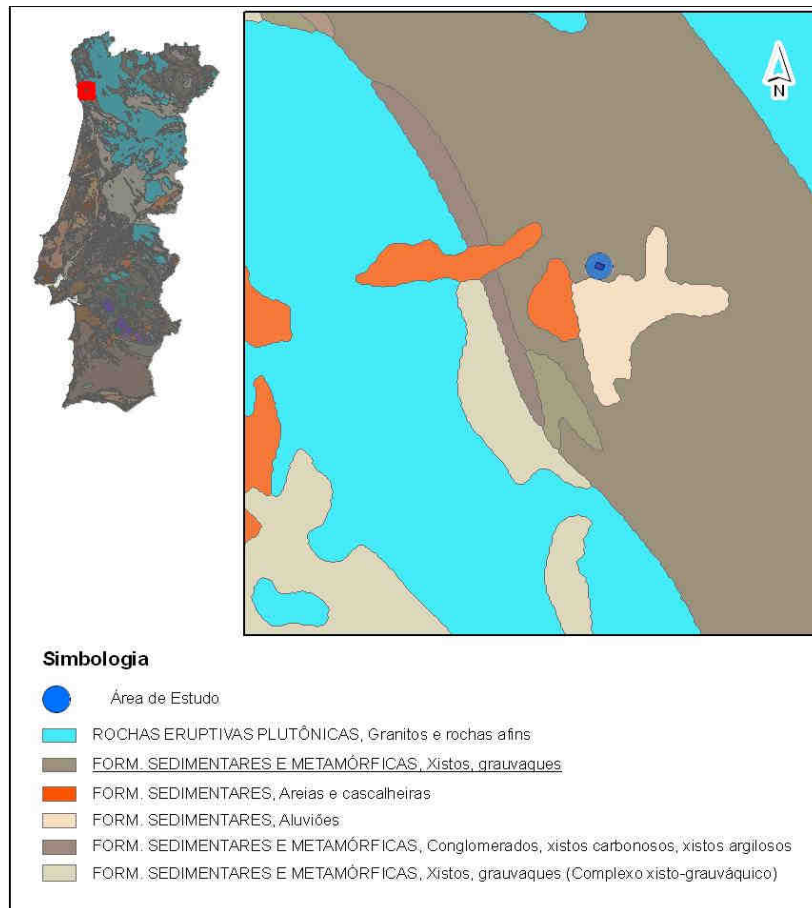 N
Simbologia
Área de Estudo
ROCHAS ERUPTIVAS PLUTÔNICAS, Granitos e rochas afins
FORM. SEDIMENTARES E METAMÓRFICAS, Xistos, grauvaques
FORM. SEDIMENTARES, Areias e cascalheiras
FORM. SEDIMENTARES, Aluviões
FORM. SEDIMENTARES E METAMÓRFICAS, Conglomerados, xistos carbonosos, xistos argilosos
FORM. SEDIMENTARES E METAMÓRFICAS, Xistos, grauvaques (Complexo xisto-grauváquico)